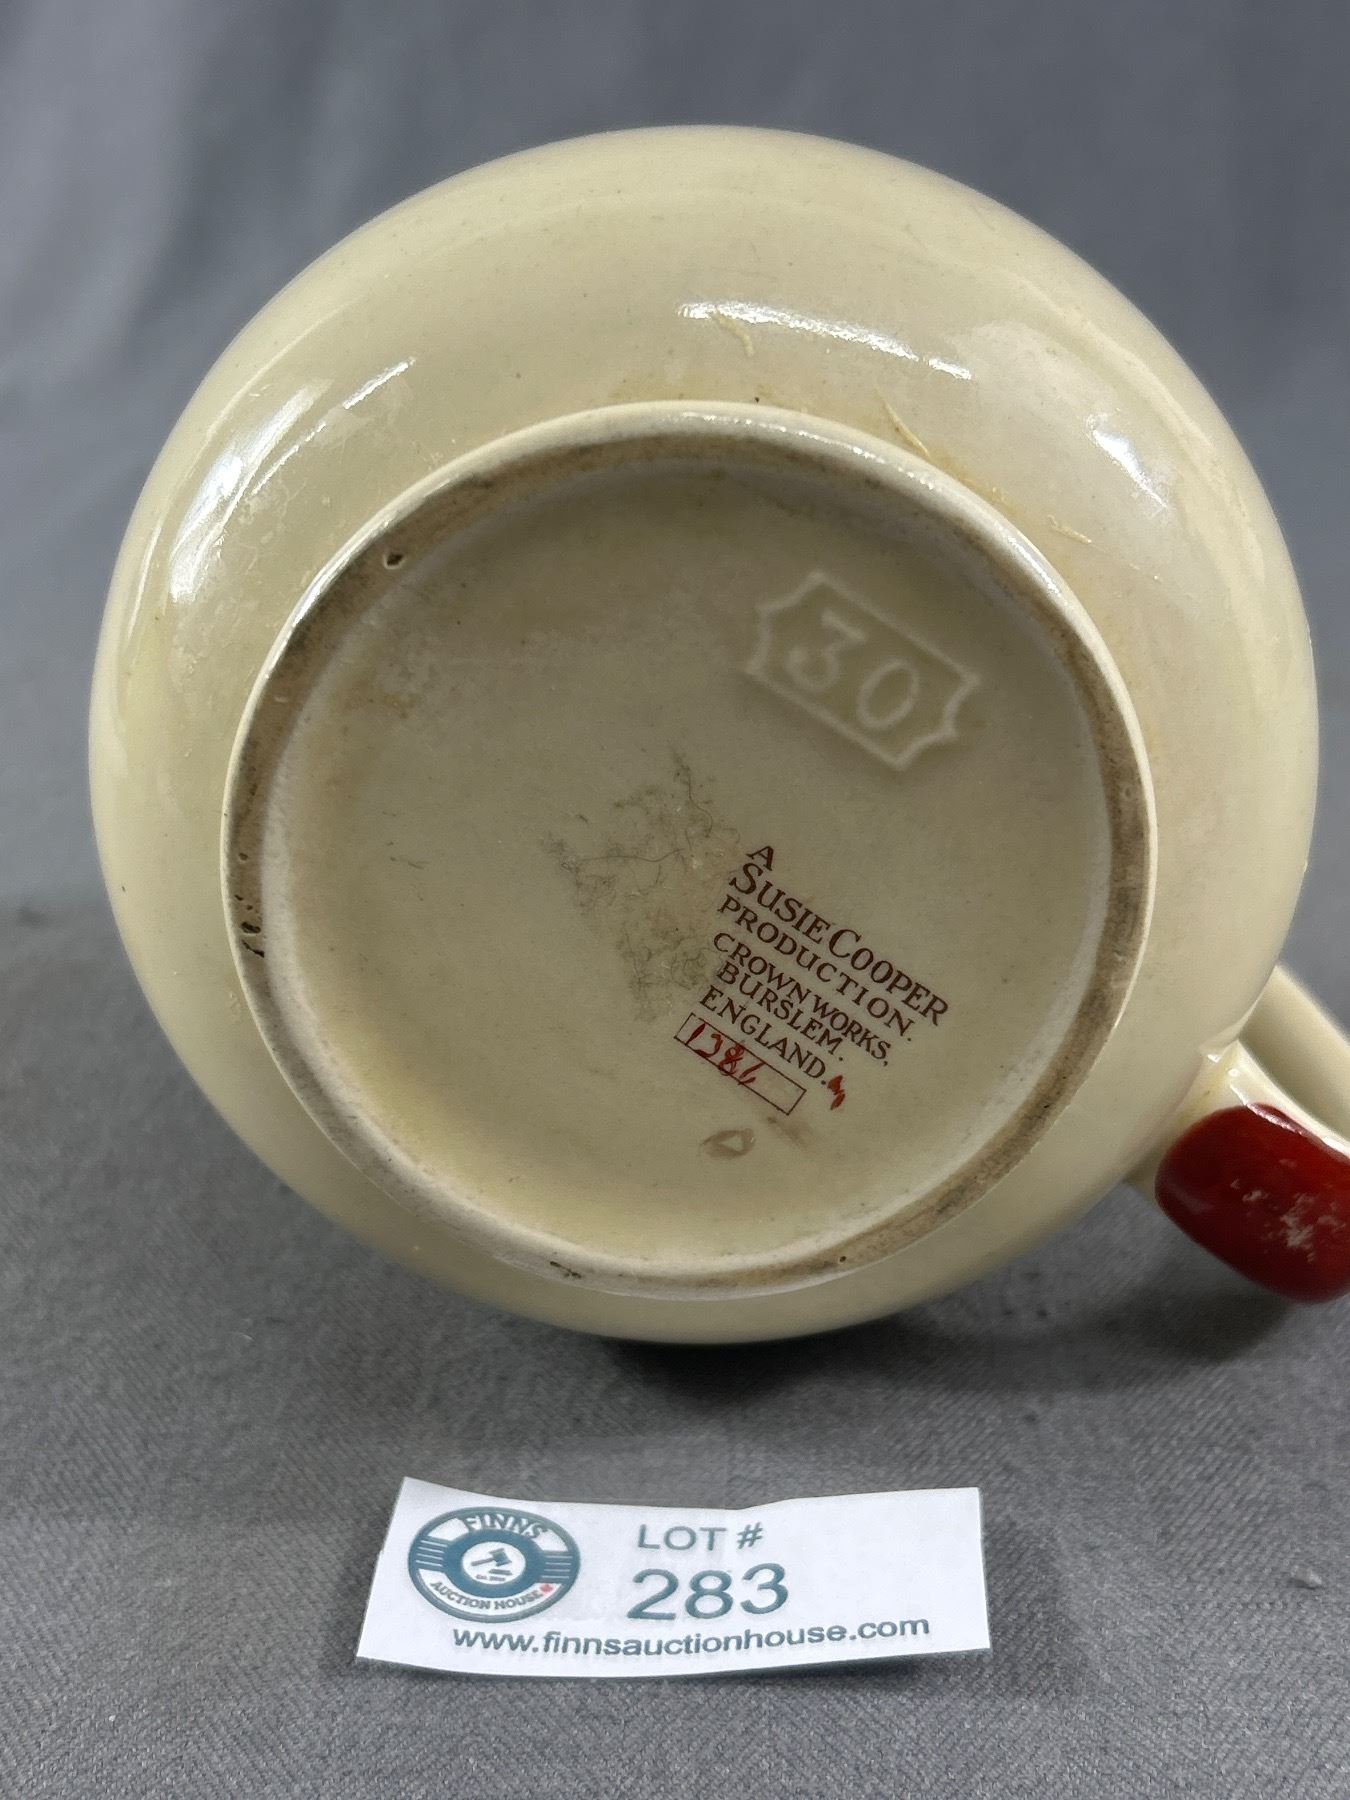 30
A
SUSIE COOPER
PRODUCTION.
CROWN WORKS,
BURSLEM.
ENGLAND.
1386
FINNS
AUCTION HOUSE
LOT #
283
www.finnsauctionhouse.com